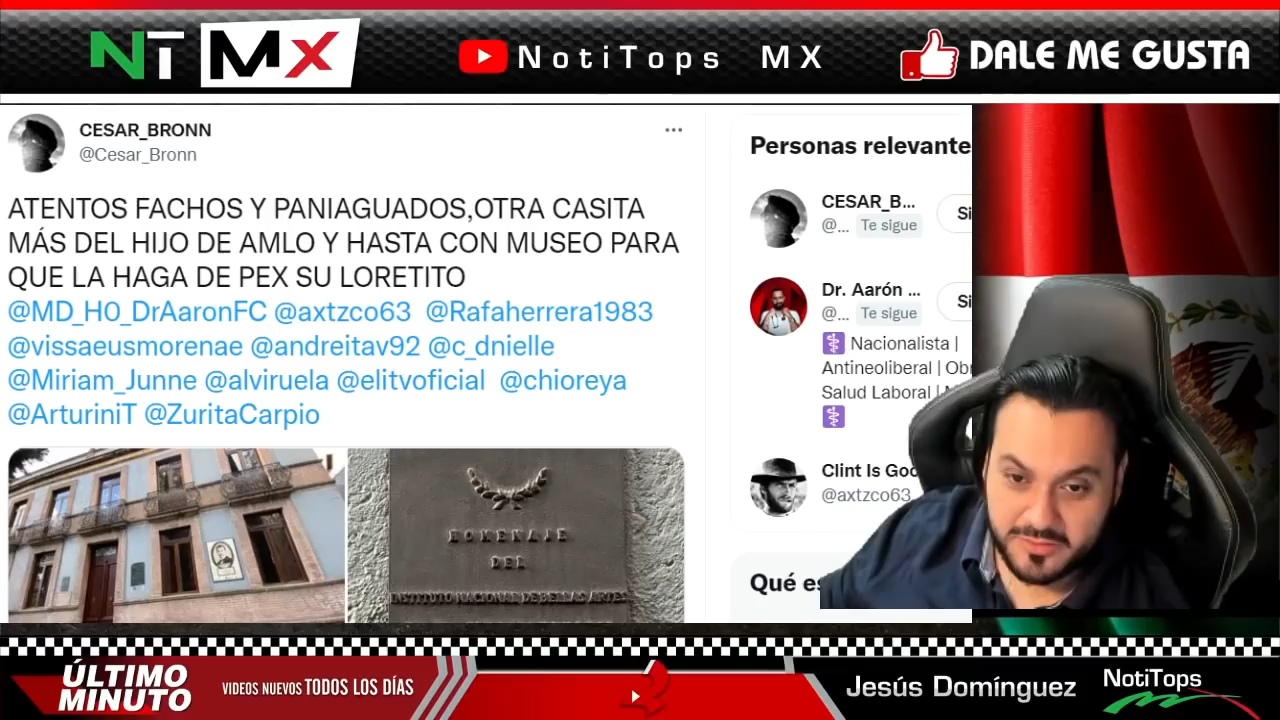 NT MX
NotiTops MX
DALE ME GUSTA
CESAR_BRONN
@Cesar_Bronn
ATENTOS FACHOS Y PANIAGUADOS,OTRA CASITA
MÁS DEL HIJO DE AMLO Y HASTA CON MUSEO PARA
QUE LA HAGA DE PEX SU LORETITO
@MD_H0_DrAaronFC @axtzco63 @Rafaherrera1983
@vissaeusmorenae @andreitav92 @c_dnielle
@Miriam_Junne @alviruela @elitvoficial @chioreya
@ArturiniT @ZuritaCarpio
HOMENAJE
DEL
INSTITUTO NACIONAL DE BELLAS ARTES
Personas relevante
CESAR_B...
@... Te sigue
Si
Dr. Aarón ...
@... Te sigue
Si
Nacionalista |
Antineoliberal | Obr
Salud Laboral |
Clint Is Goo
@axtzco63
Qué es
ÚLTIMO
MINUTO
VIDEOS NUEVOS TODOS LOS DÍAS
Jesús Domínguez
NotiTops